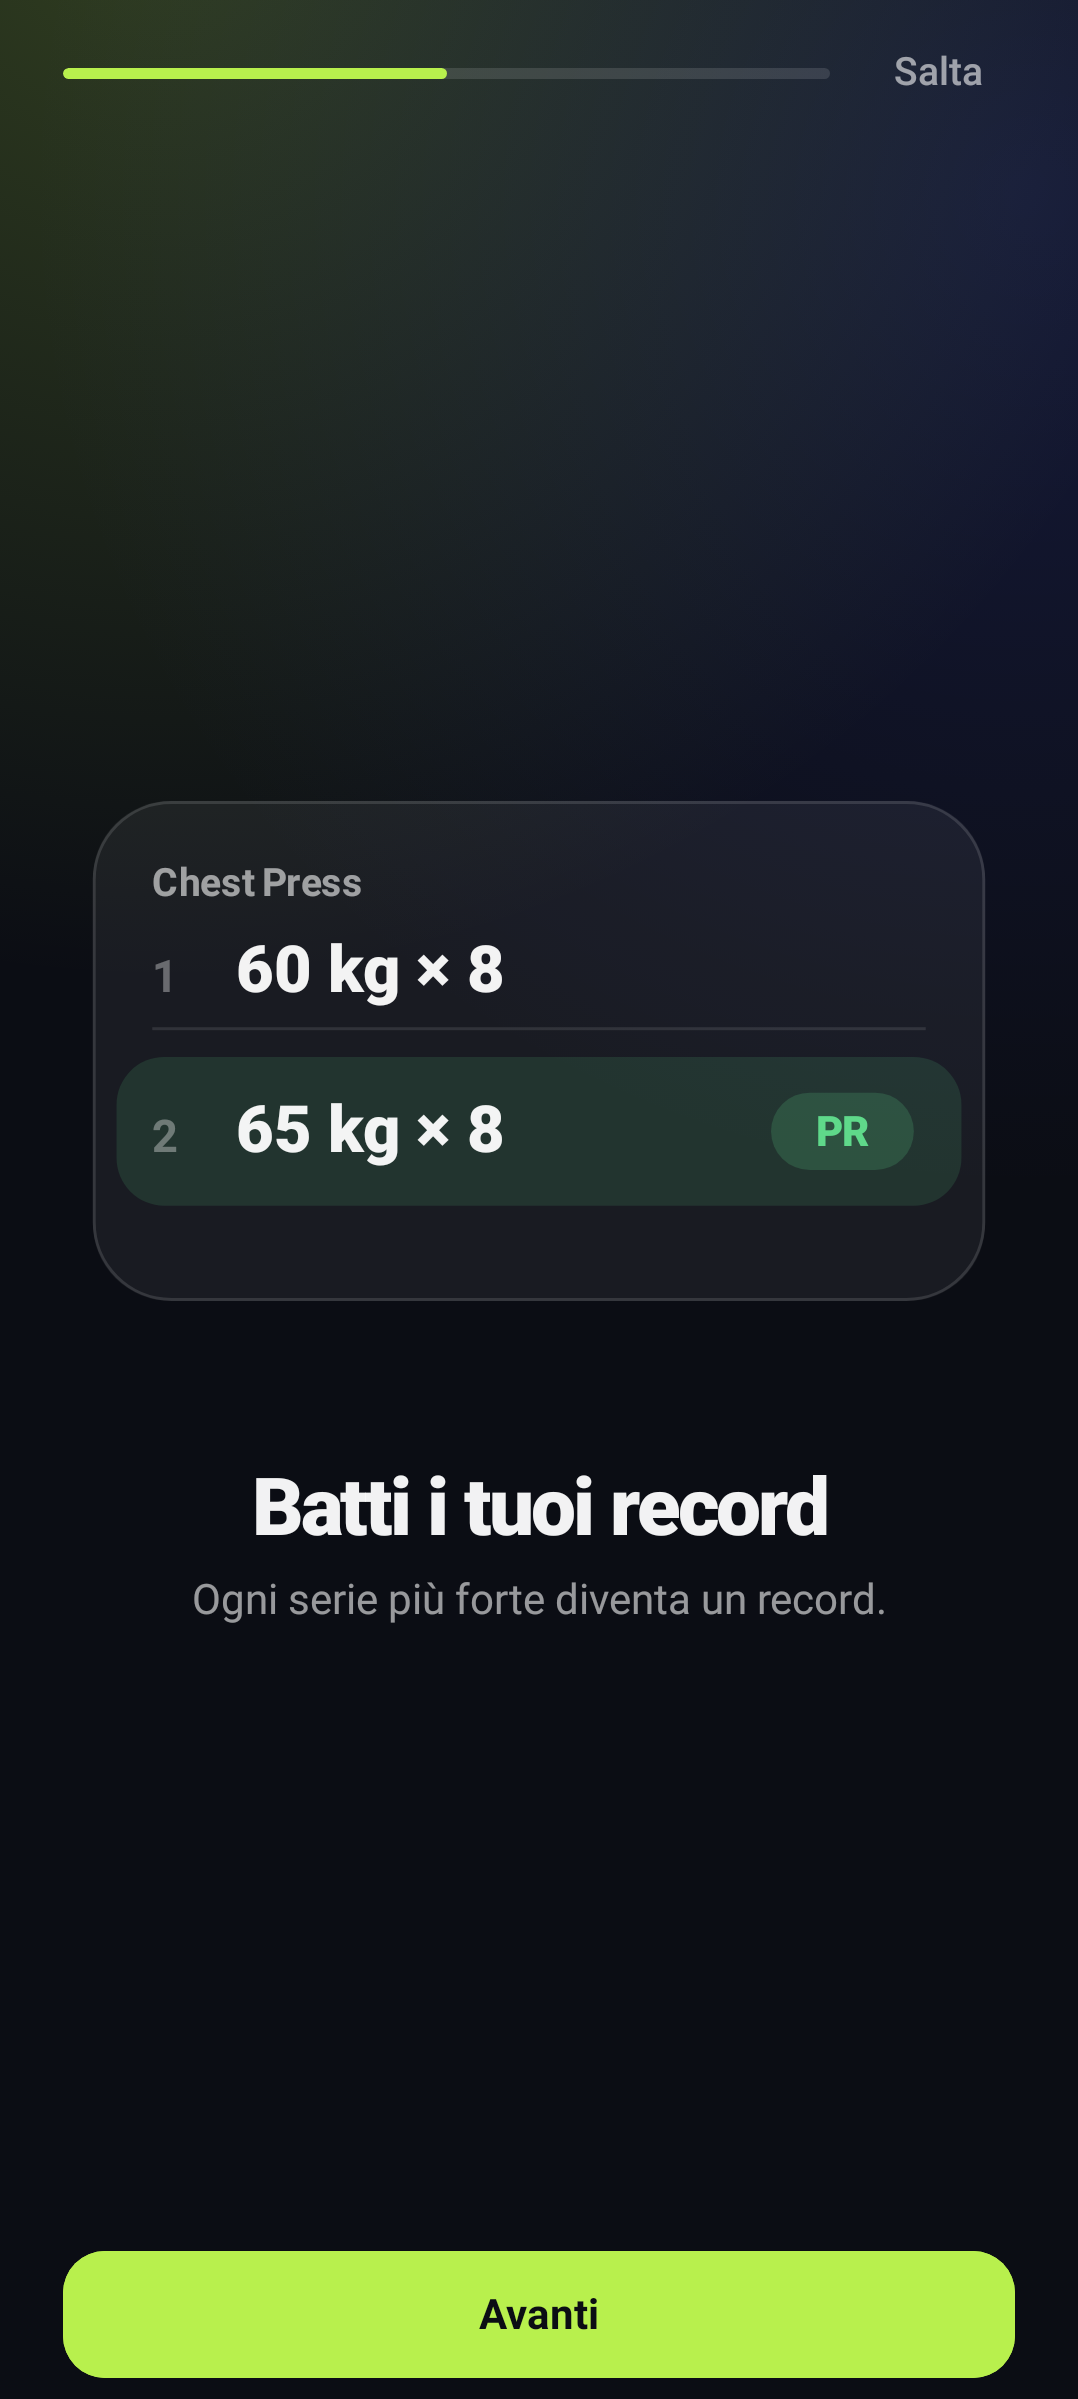 Salta
Chest Press
1 60 kg × 8
2 65 kg × 8 PR
Batti i tuoi record
Ogni serie più forte diventa un record.
Avanti